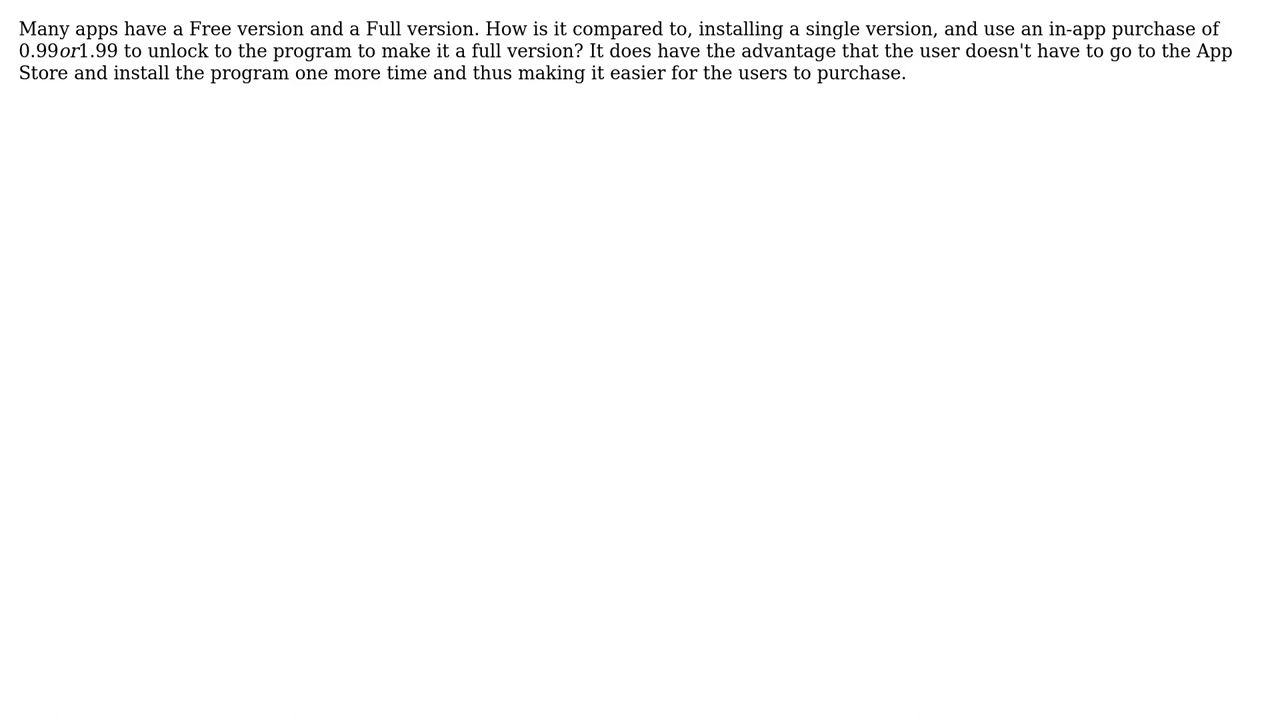 Many apps have a Free version and a Full version. How is it compared to, installing a single version, and use an in-app purchase of
0.99or1.99 to unlock to the program to make it a full version? It does have the advantage that the user doesn't have to go to the App
Store and install the program one more time and thus making it easier for the users to purchase.